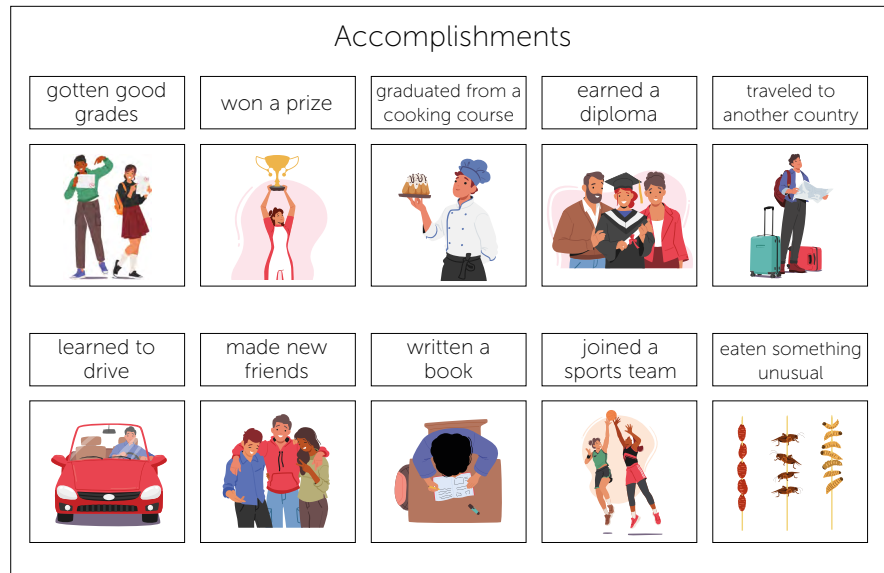 Accomplishments
gotten good
grades
won a prize
graduated from a
cooking course
earned a
diploma
traveled to
another country
learned to
drive
made new
friends
written a
book
joined a
sports team
eaten something
unusual